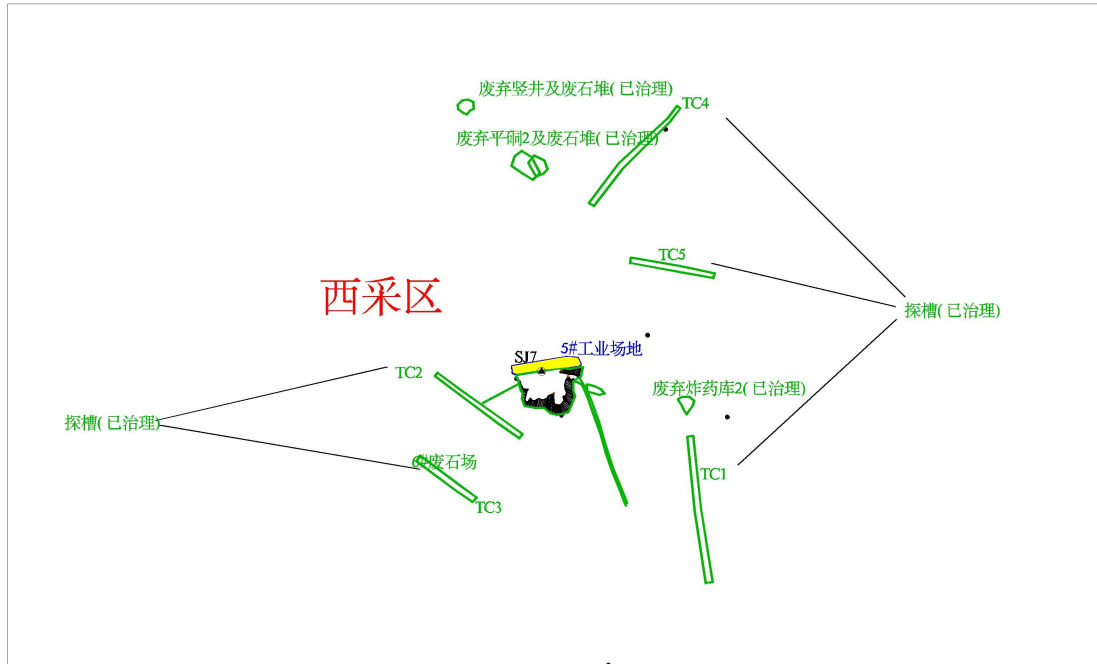 废弃竖井及废石堆(已治理)
TC4
废弃平硐2及废石堆(已治理)
TC5
西采区
探槽(已治理)
5#工业场地
SJ7
TC2
废弃炸药库2(已治理)
探槽(已治理)
6#废石场
TC1
TC3